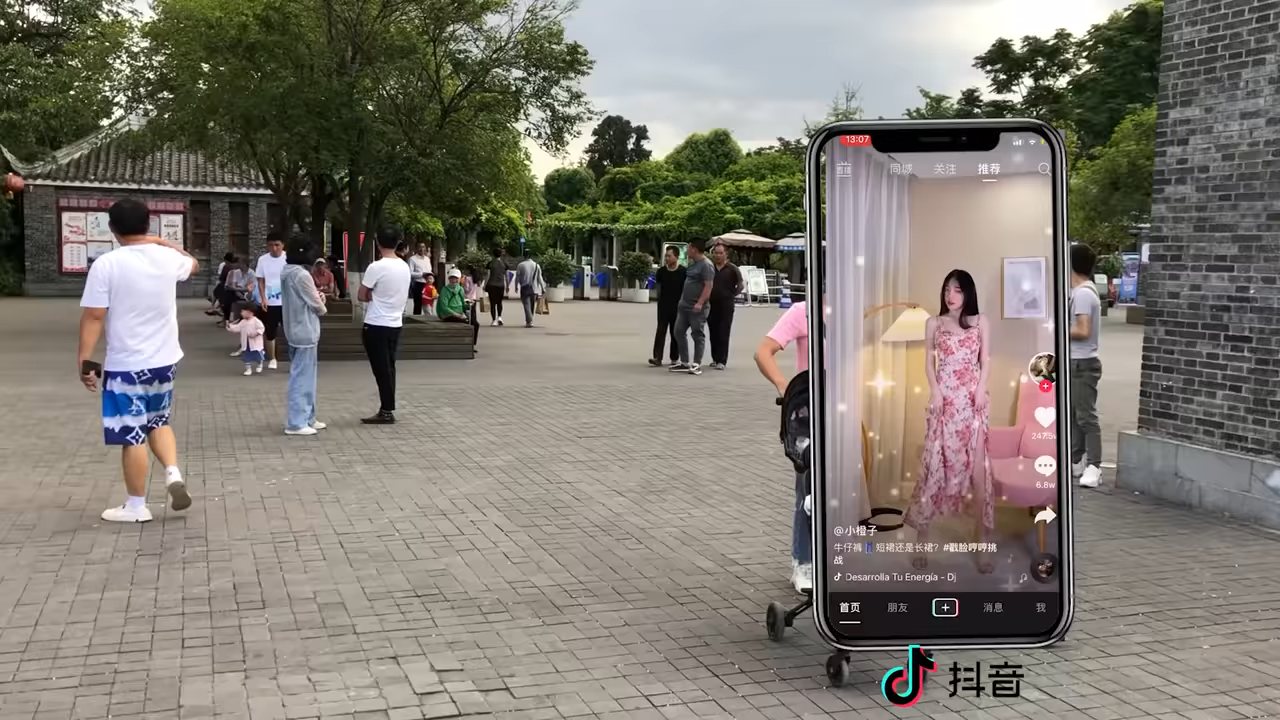 13:07
直播 同城 关注 推荐
6.8w
@小橙子
牛仔裤👖短裙还是长裙？#戳脸哼哼挑
战
Desarrolla Tu Energía - Dj
首页 朋友 消息 我
抖音